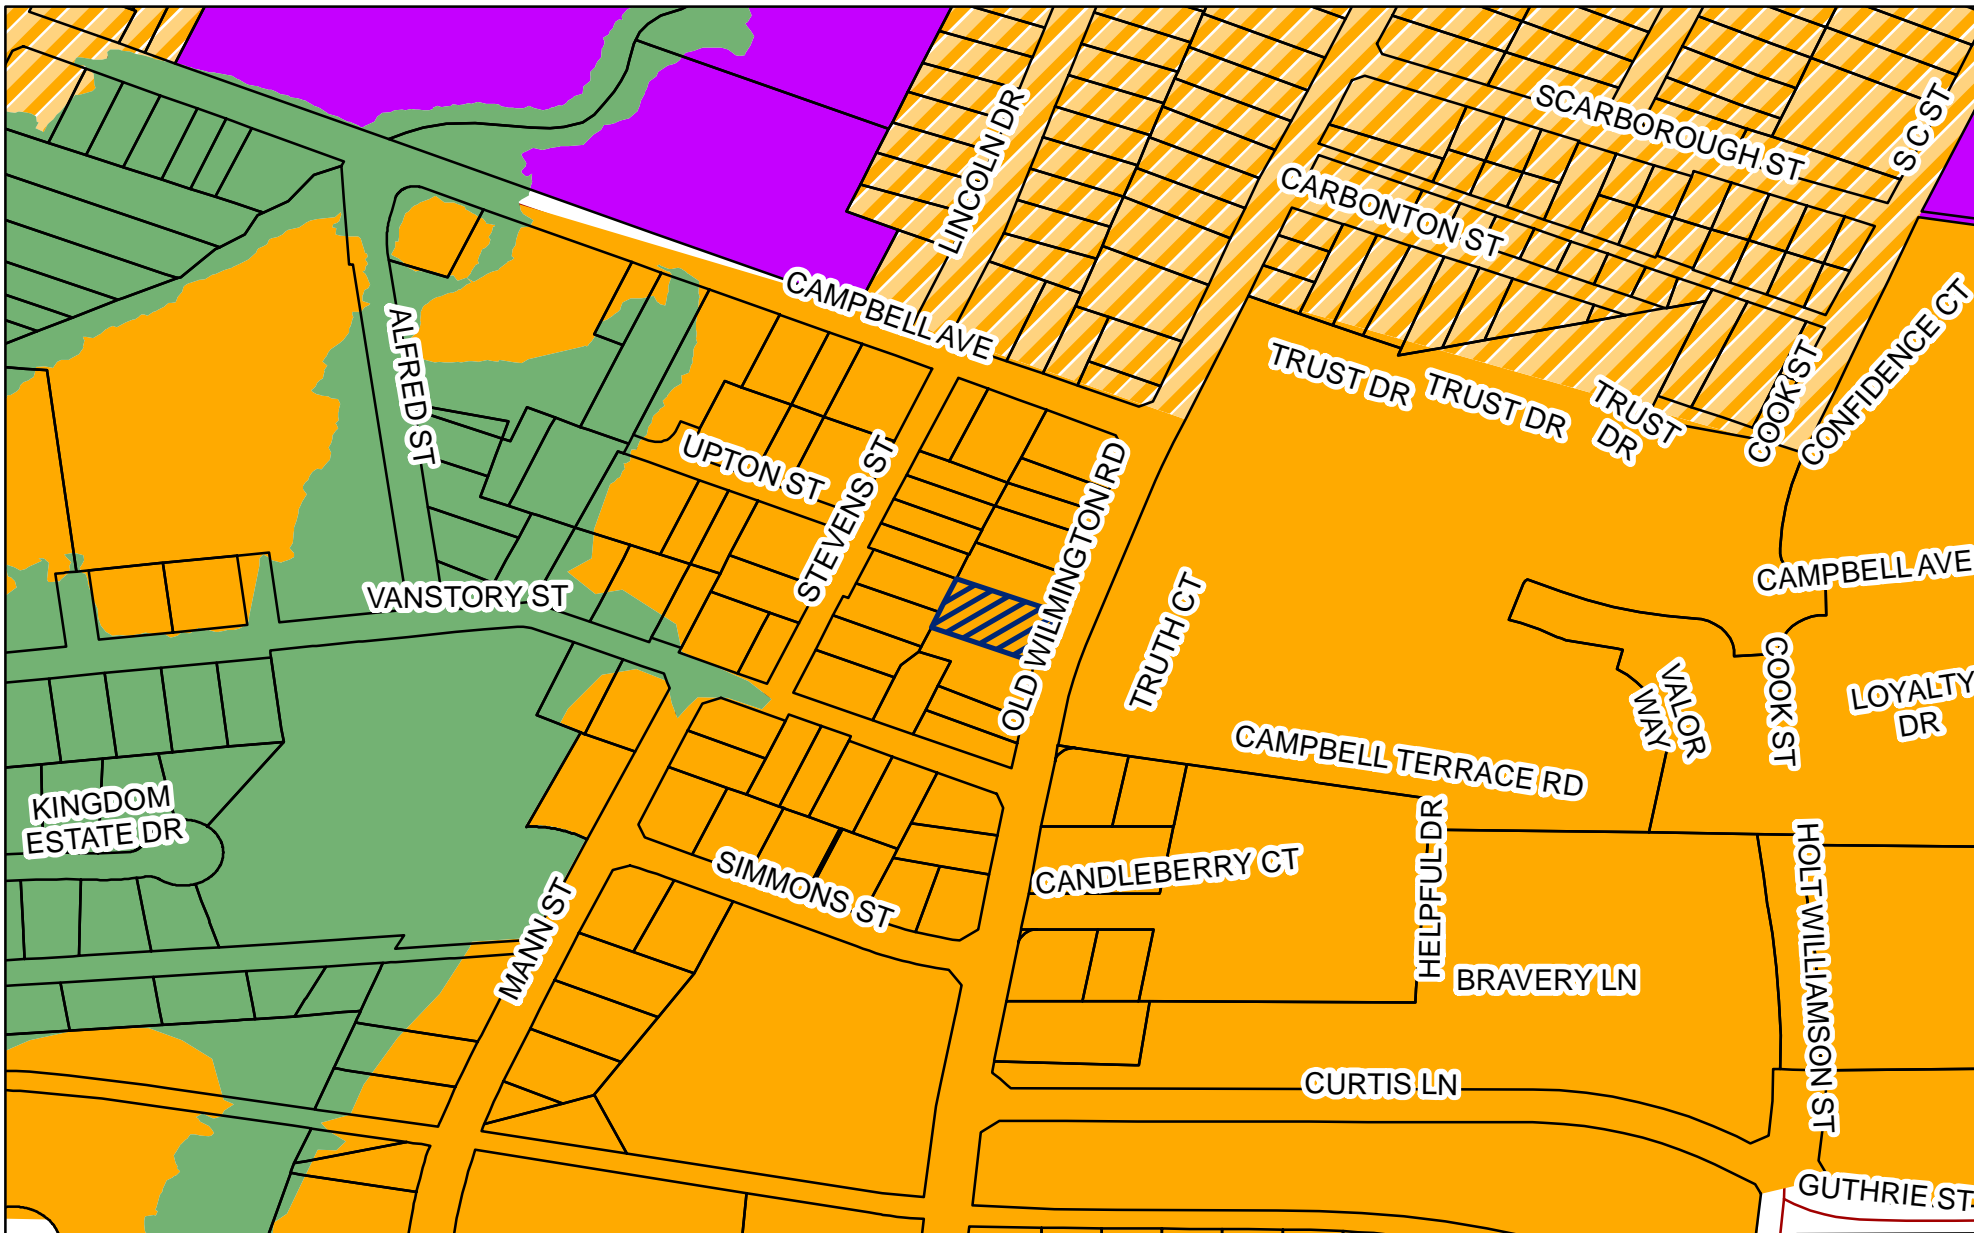 SCARBOROUGH ST
S C ST
LINCOLN DR
CARBONTON ST
CAMPBELL AVE
CONFIDENCE CT
ALFRED ST
TRUST DR
TRUST DR
TRUST
DR
COOK ST
UPTON ST
STEVENS ST
OLD WILMINGTON RD
VANSTORY ST
CAMPBELL AVE
TRUTH CT
VALOR
WAY
COOK ST
LOYALTY
DR
CAMPBELL TERRACE RD
KINGDOM
ESTATE DR
SIMMONS ST
CANDLEBERRY CT
HELPFUL DR
HOLT WILLIAMSON ST
MANN ST
BRAVERY LN
CURTIS LN
GUTHRIE ST